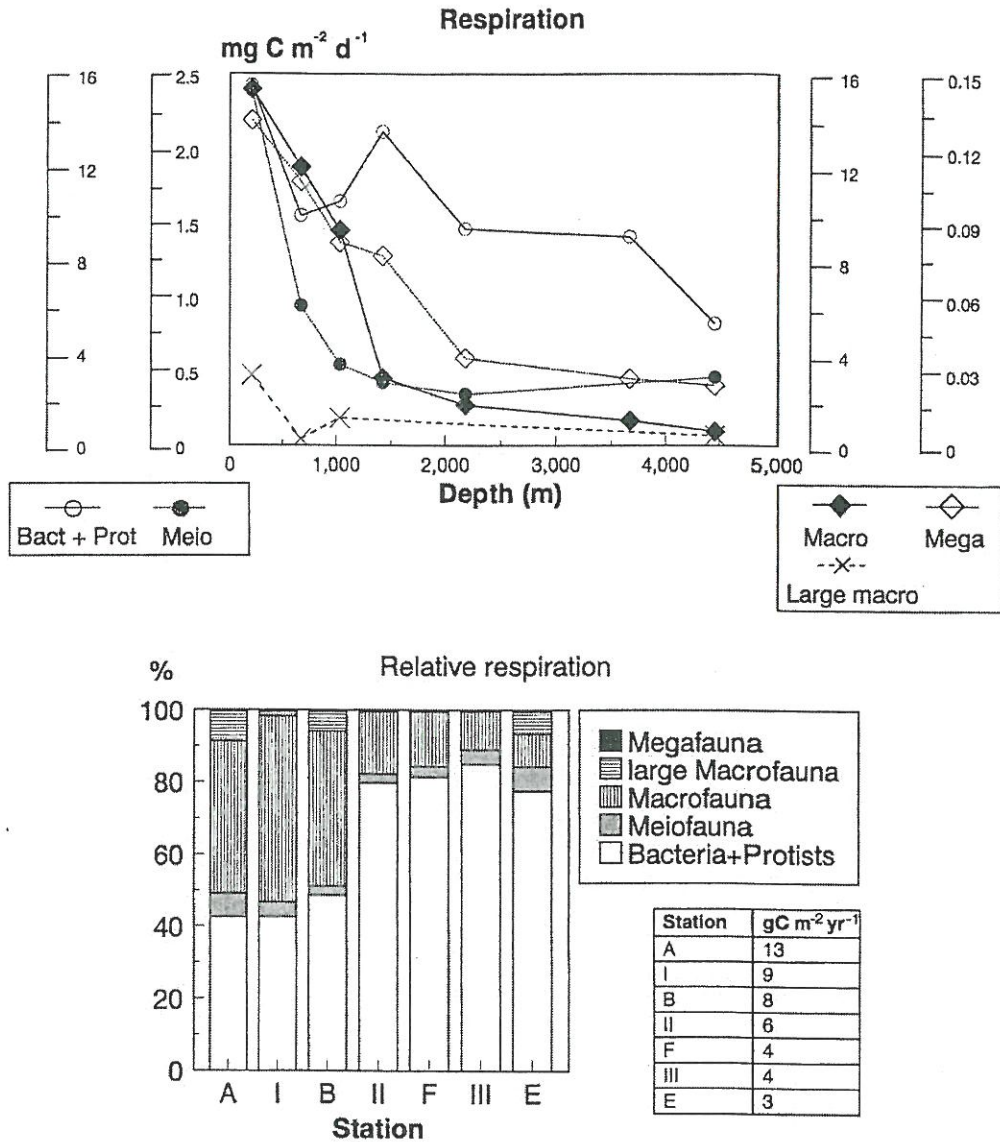 Respiration
mg C m⁻² d⁻¹
16
12
8
4
0
2.5
2.0
1.5
1.0
0.5
0
16
12
8
4
0
0.15
0.12
0.09
0.06
0.03
0
0 1,000 2,000 3,000 4,000 5,000
Depth (m)
Bact + Prot Meio
Macro Mega
Large macro
% Relative respiration
100
80
60
40
20
0
A I B II F III E
Station
Megafauna
large Macrofauna
Macrofauna
Meiofauna
Bacteria+Protists
Station gC m⁻² yr⁻¹
A 13
I 9
B 8
II 6
F 4
III 4
E 3